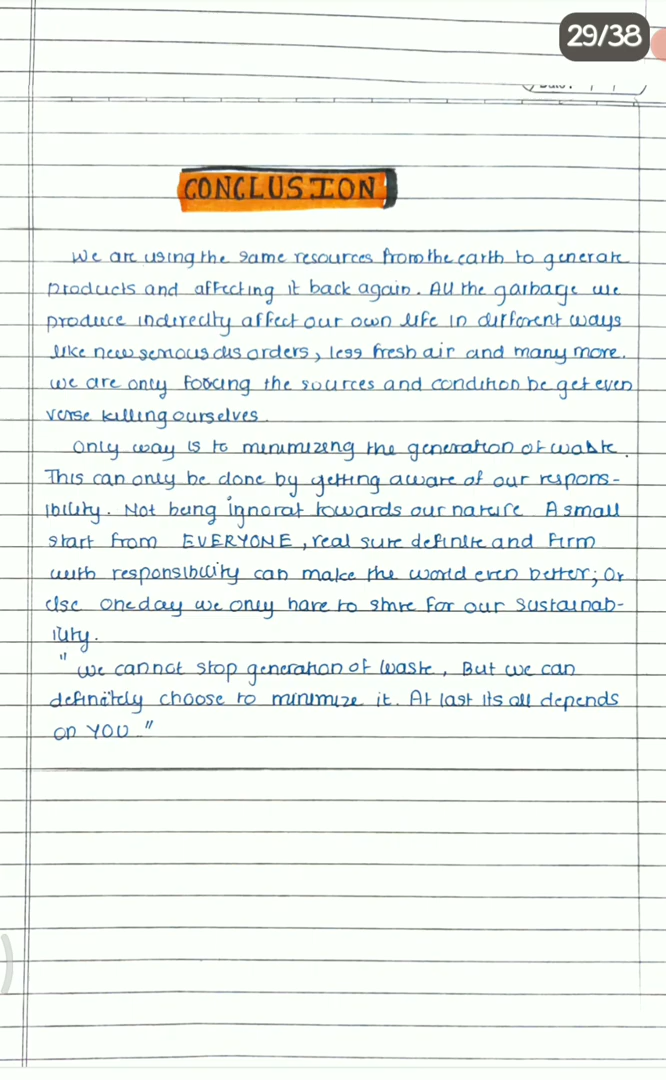 29/38
CONCLUSION
We are using the same resources from the earth to generate
products and affecting it back again. All the garbage we
produce indirectly affect our own life in different ways
like new serious disorders, less fresh air and many more.
we are only focing the sources and condition be get even
verse killing ourselves.
Only way is to minimizing the generation of waste.
This can only be done by getting aware of our respons-
ibility. Not being ignorat towards our nature A small
start from EVERYONE, real sure definite and firm
with responsibility can make the world even better; Or
else oneday we only have to for our sustainab-
ility.
"we cannot stop generation of waste, But we can
definitely choose to minimize it. At last its all depends
on YOU."